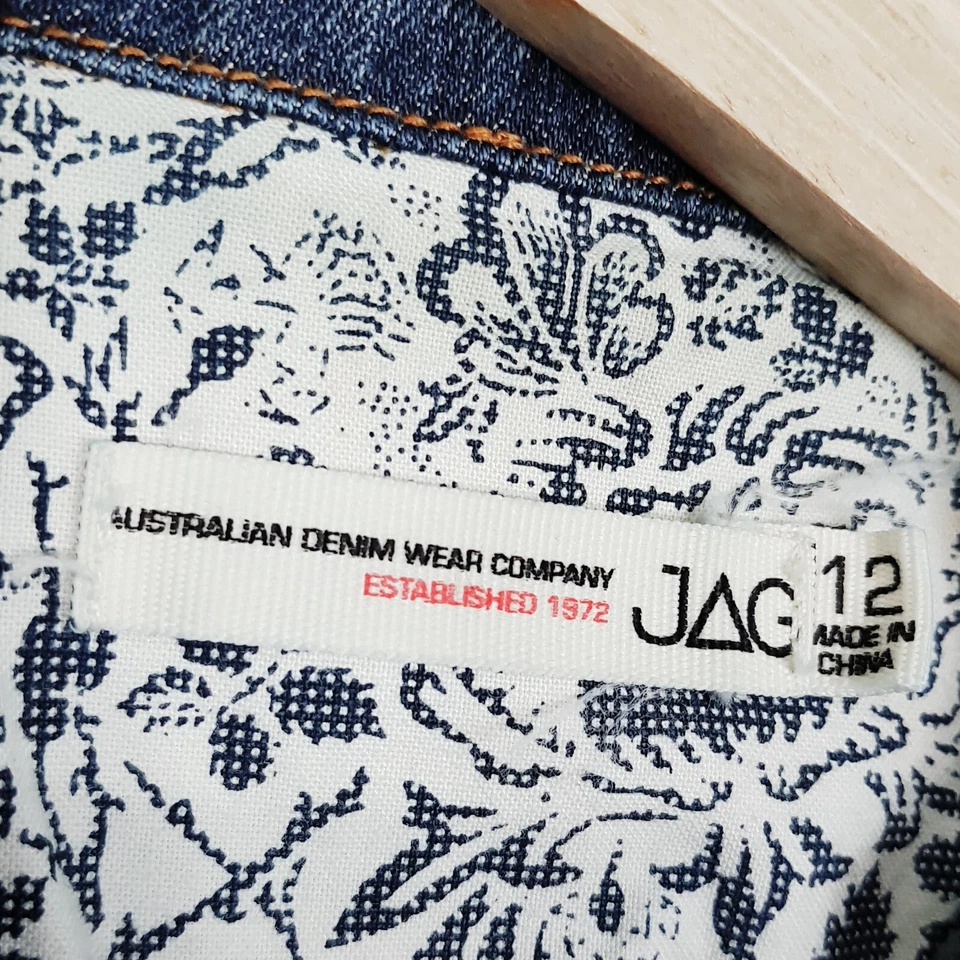 AUSTRALIAN DENIM WEAR COMPANY
ESTABLISHED 1972
JAG
12
MADE IN
CHINA